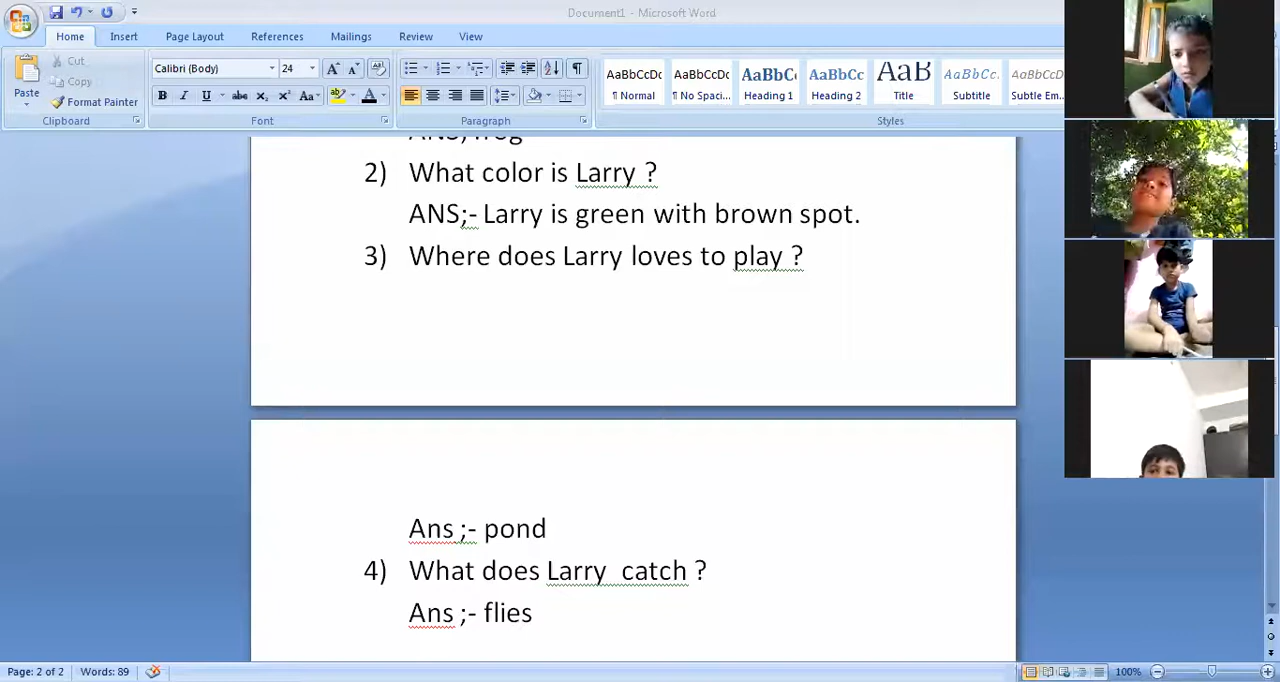 Document1 - Microsoft Word
Home Insert Page Layout References Mailings Review View
Cut
Copy
Paste
Format Painter
Clipboard
Calibri (Body) 24
Font
Paragraph
AaBbCcDc AaBbCcDc AaBbCc AaBbCc AaB AaBbCc. AaBbCcDc
¶ Normal ¶ No Spaci... Heading 1 Heading 2 Title Subtitle Subtle Em...
Styles
2) What color is Larry ?
ANS;- Larry is green with brown spot.
3) Where does Larry loves to play ?
Ans ;- pond
4) What does Larry catch ?
Ans ;- flies
Page: 2 of 2 Words: 89
100%